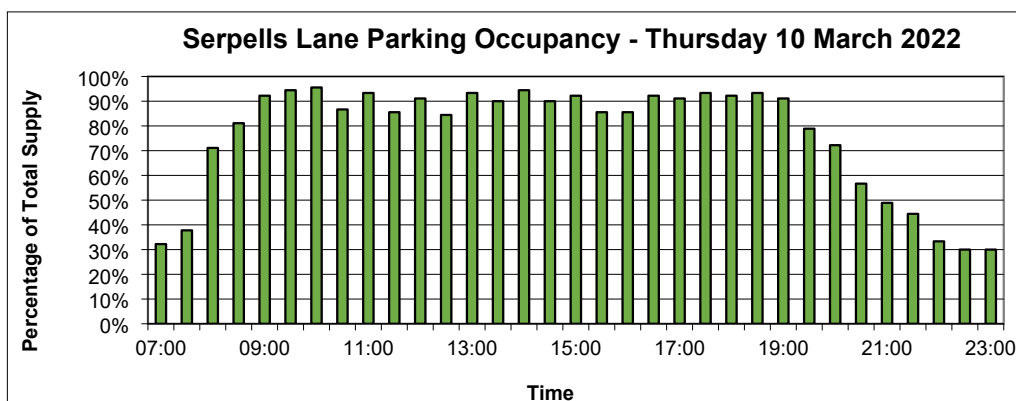 Serpells Lane Parking Occupancy - Thursday 10 March 2022
Percentage of Total Supply
100%
90%
80%
70%
60%
50%
40%
30%
20%
10%
0%
07:00 09:00 11:00 13:00 15:00 17:00 19:00 21:00 23:00
Time